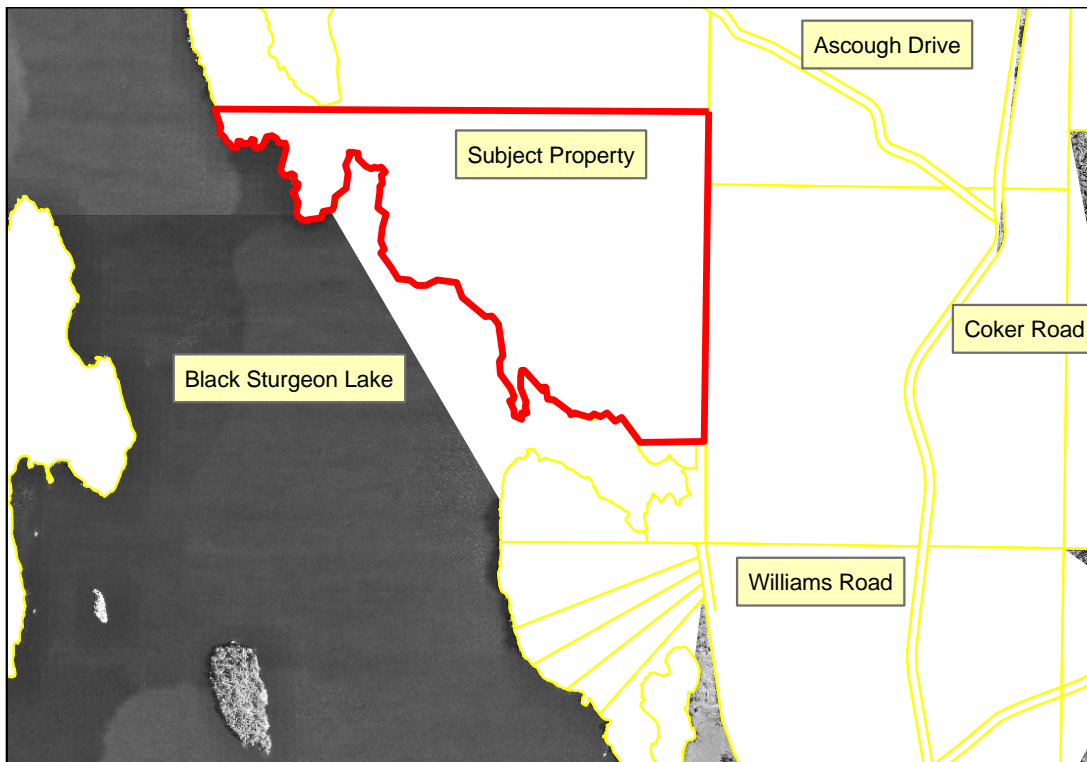 Ascough Drive
Subject Property
Coker Road
Black Sturgeon Lake
Williams Road